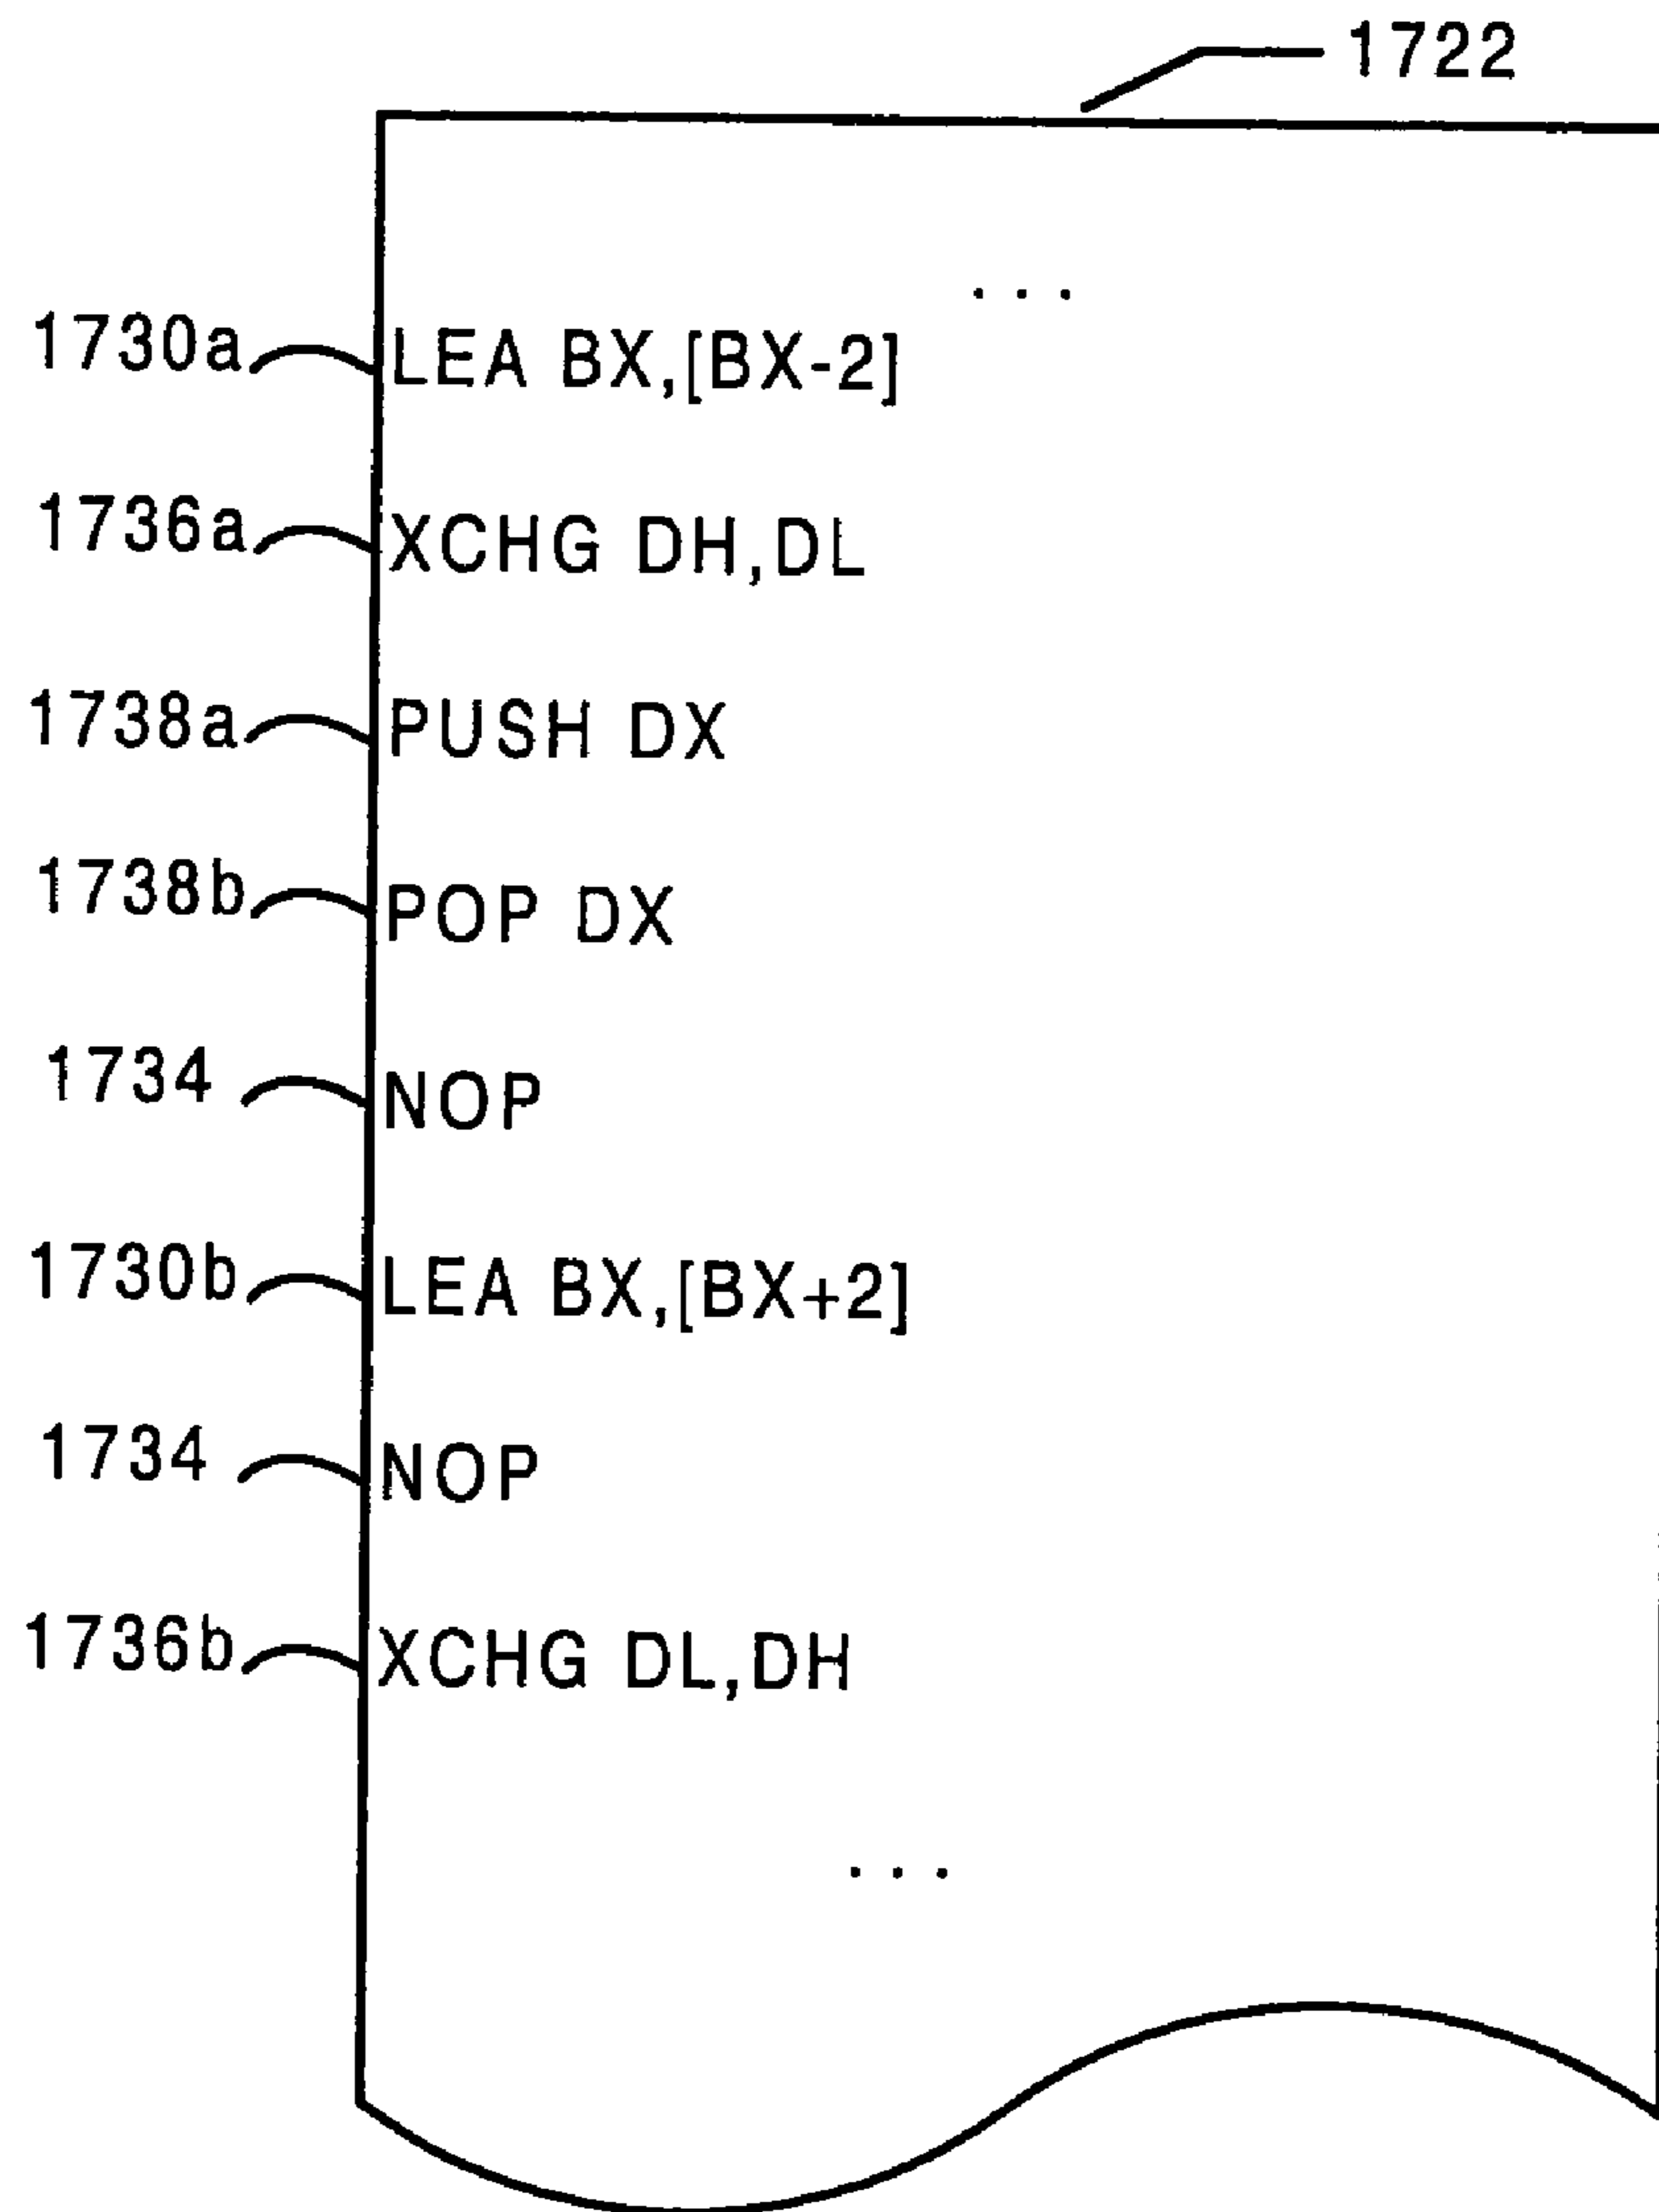 1722
...
1730a LEA BX,[BX-2]
1736a XCHG DH,DL
1738a PUSH DX
1738b POP DX
1734 NOP
1730b LEA BX,[BX+2]
1734 NOP
1736b XCHG DL,DH
...